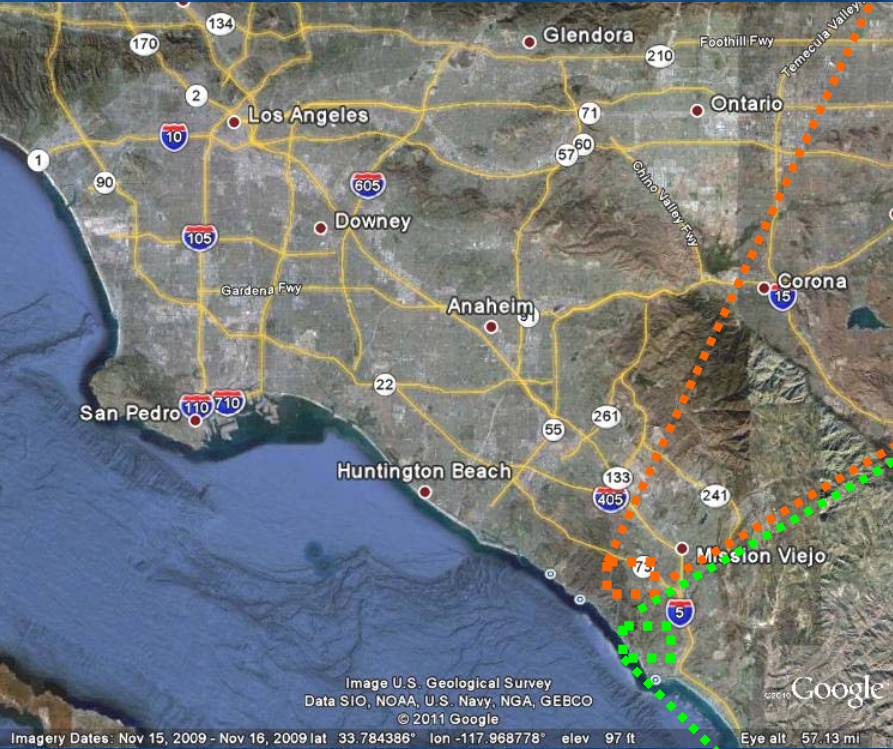 134
170
Glendora
Foothill Fwy
Temecula Valley
210
2
Los Angeles
71
Ontario
10
60
57
1
90
605
Chino Valley Fwy
Downey
105
Gardena Fwy
Corona
15
Anaheim
91
22
San Pedro
110
710
261
55
Huntington Beach
133
405
241
Mission Viejo
73
5
Image U.S. Geological Survey
Data SIO, NOAA, U.S. Navy, NGA, GEBCO
© 2011 Google
©2010 Google
Imagery Dates: Nov 15, 2009 - Nov 16, 2009 lat 33.784386° lon -117.968778° elev 97 ft Eye alt 57.13 mi